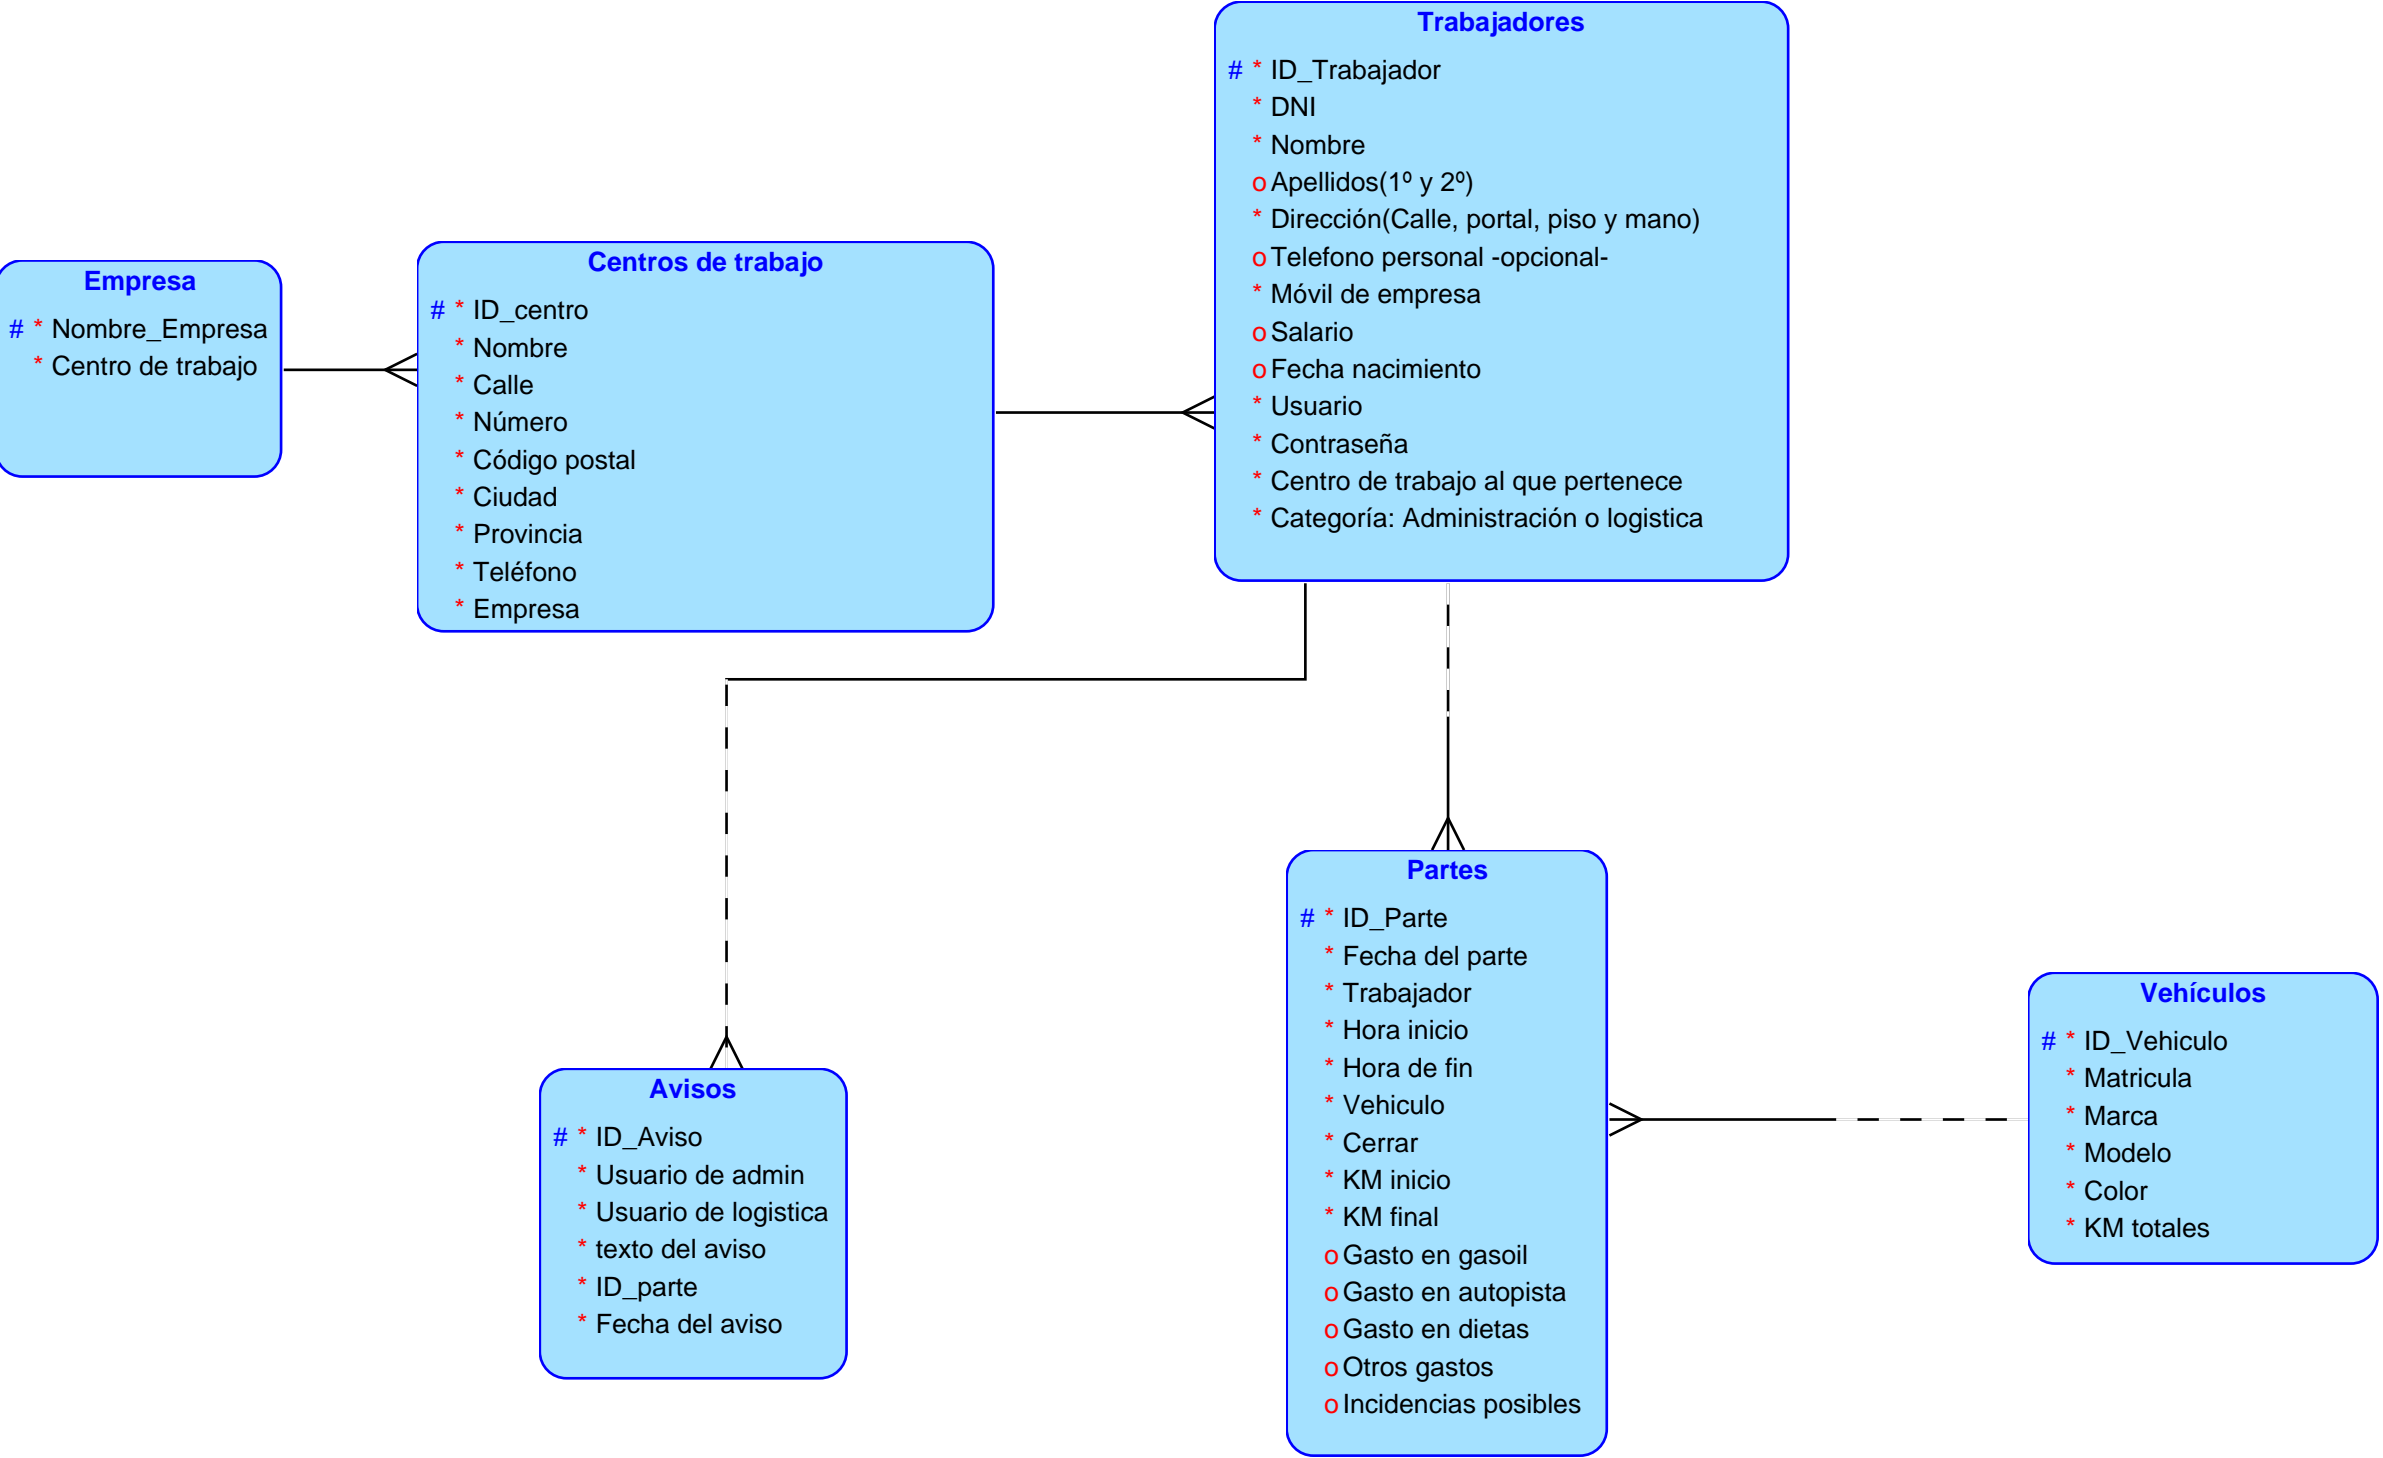 Empresa
# * Nombre_Empresa
* Centro de trabajo
Centros de trabajo
# * ID_centro
* Nombre
* Calle
* Número
* Código postal
* Ciudad
* Provincia
* Teléfono
* Empresa
Trabajadores
# * ID_Trabajador
* DNI
* Nombre
o Apellidos(1º y 2º)
* Dirección(Calle, portal, piso y mano)
o Telefono personal -opcional-
* Móvil de empresa
o Salario
o Fecha nacimiento
* Usuario
* Contraseña
* Centro de trabajo al que pertenece
* Categoría: Administración o logistica
Avisos
# * ID_Aviso
* Usuario de admin
* Usuario de logistica
* texto del aviso
* ID_parte
* Fecha del aviso
Partes
# * ID_Parte
* Fecha del parte
* Trabajador
* Hora inicio
* Hora de fin
* Vehiculo
* Cerrar
* KM inicio
* KM final
o Gasto en gasoil
o Gasto en autopista
o Gasto en dietas
o Otros gastos
o Incidencias posibles
Vehículos
# * ID_Vehiculo
* Matricula
* Marca
* Modelo
* Color
* KM totales